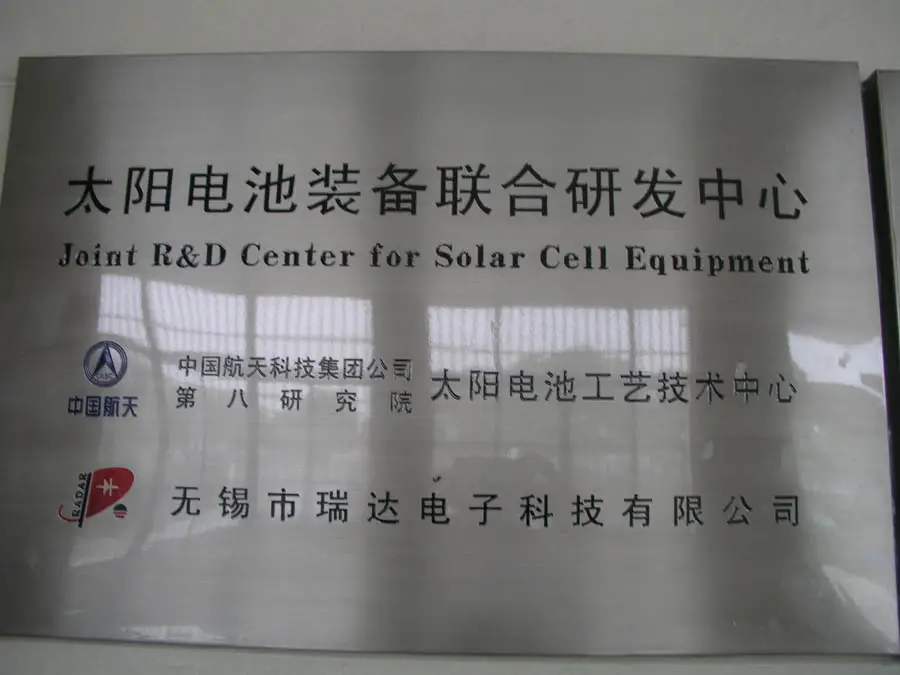 太阳电池装备联合研发中心
Joint R&D Center for Solar Cell Equipment
中国航天
中国航天科技集团公司
第八研究院
太阳电池工艺技术中心
RADAR
无锡市瑞达电子科技有限公司